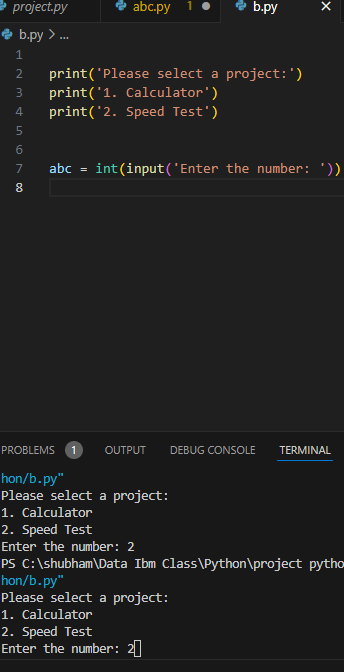 project.py abc.py 1 b.py
b.py > ...
1
2 print('Please select a project:')
3 print('1. Calculator')
4 print('2. Speed Test')
5
6
7 abc = int(input('Enter the number: '))
8
PROBLEMS 1 OUTPUT DEBUG CONSOLE TERMINAL
hon/b.py"
Please select a project:
1. Calculator
2. Speed Test
Enter the number: 2
PS C:\shubham\Data Ibm Class\Python\project pytho
hon/b.py"
Please select a project:
1. Calculator
2. Speed Test
Enter the number: 2